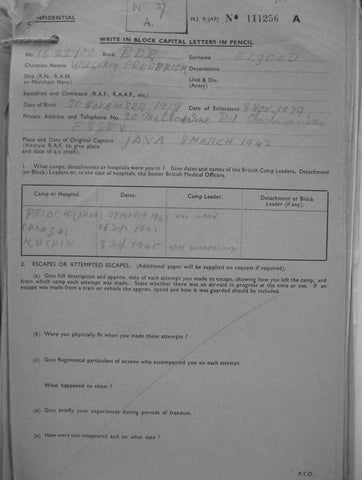 CONFIDENTIAL
No 27
A.
M.I. 9/JAP/ No 111256 A
WRITE IN BLOCK CAPITAL LETTERS IN PENCIL
No. Rank BDR Surname ELGOOD
Christian Names WILLIAM FREDERICK Decorations
Ship (R.N., R.A.N. or Merchant Navy) Unit & Div. (Army)
Squadron and Command (R.A.F., R.A.A.F., etc.)
Date of Birth 20 NOVEMBER 1919 Date of Enlistment 1939
Private Address and Telephone No. 20 Melbourne Rd
ESSEX
Place and Date of Original Capture JAVA 8 MARCH 1942
(Aircrew R.A.F. to give place
and date of a/c crash).
1. What camps, detachments or hospitals were you in? Give dates and names of the British Camp Leaders, Detachment
(or Block) Leaders or, in the case of hospitals, the Senior British Medical Officers.
Camp or Hospital. Dates. Camp Leader. Detachment or Block Leader (if any).
PRIOK (JAVA) MARCH
1942
KUCHIN 1945
2. ESCAPES OR ATTEMPTED ESCAPES. (Additional paper will be supplied on request if required).
(a) Give full description and approx. date of each attempt you made to escape, showing how you left the camp, and
from which camp each attempt was made. State whether there was an air-raid in progress at the time or not. If an
escape was made from a train or vehicle the approx. speed and how it was guarded should be included.
(b) Were you physically fit when you made these attempts ?
(c) Give Regimental particulars of anyone who accompanied you on each attempt.
What happened to them ?
(d) Give briefly your experiences during periods of freedom.
(e) How were you recaptured and on what date ?
P.T.O.